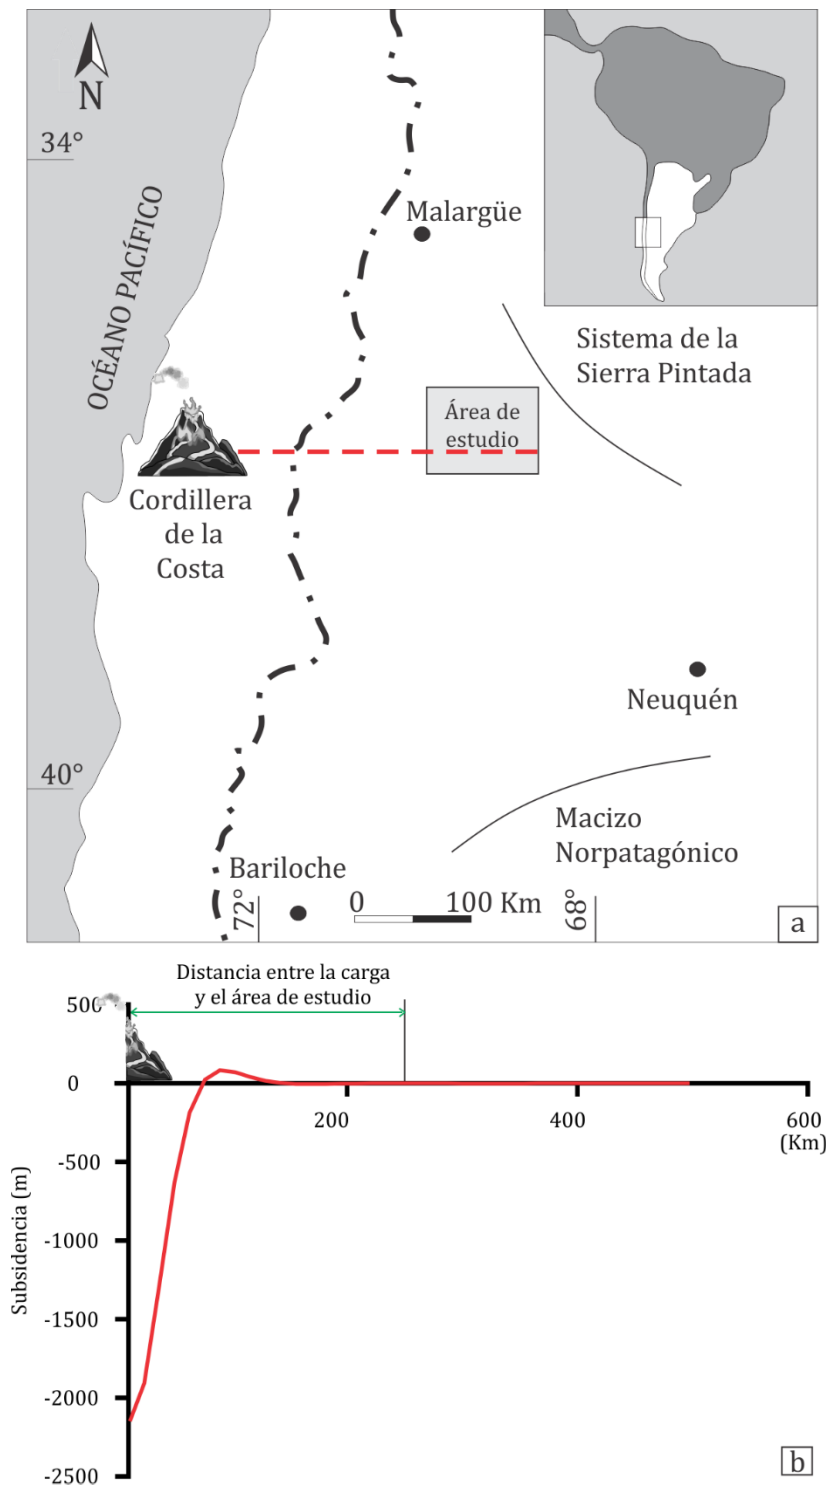 N
34°
Malargüe
OCÉANO PACÍFICO
Sistema de la
Sierra Pintada
Área de
estudio
Cordillera
de la
Costa
Neuquén
40°
Macizo
Norpatagónico
Bariloche
72°
0 100 Km
68°
a
Distancia entre la carga
y el área de estudio
500
0
200
400
600
(Km)
-500
-1000
-1500
-2000
-2500
Subsidencia (m)
b